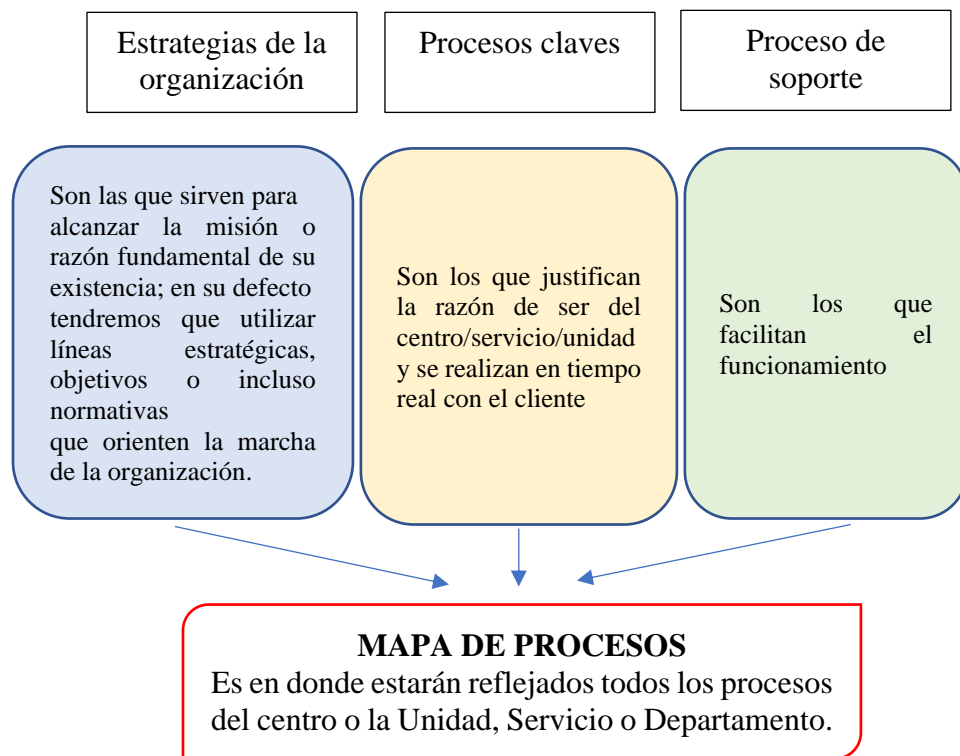 Estrategias de la
organización
Procesos claves
Proceso de
soporte
Son las que sirven para
alcanzar la misión o
razón fundamental de su
existencia; en su defecto
tendremos que utilizar
líneas estratégicas,
objetivos o incluso
normativas
que orienten la marcha
de la organización.
Son los que justifican
la razón de ser del
centro/servicio/unidad
y se realizan en tiempo
real con el cliente
Son los que
facilitan el
funcionamiento
MAPA DE PROCESOS
Es en donde estarán reflejados todos los procesos
del centro o la Unidad, Servicio o Departamento.